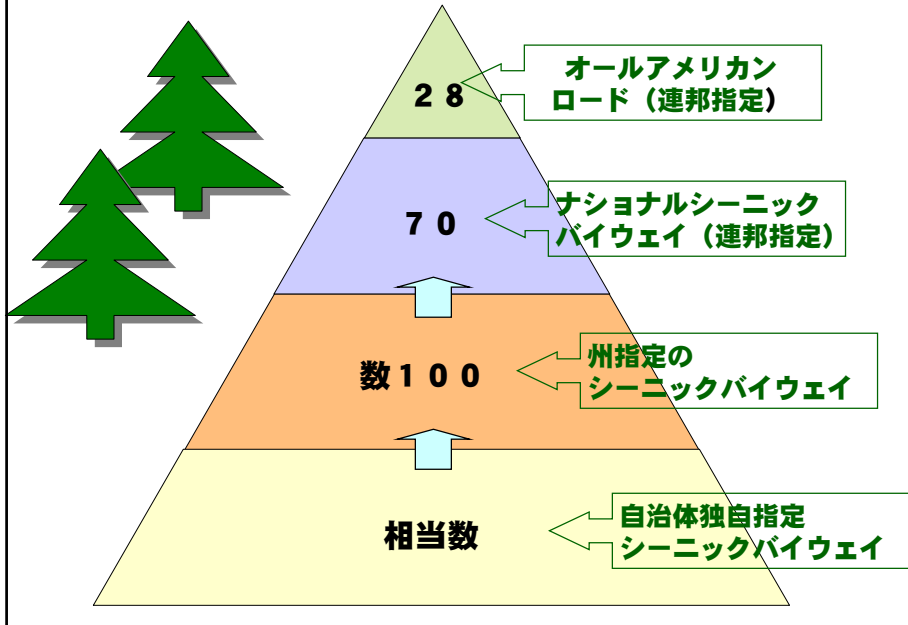 28
オールアメリカン
ロード（連邦指定）
70
ナショナルシーニック
バイウェイ（連邦指定）
数100
州指定の
シーニックバイウェイ
相当数
自治体独自指定
シーニックバイウェイ